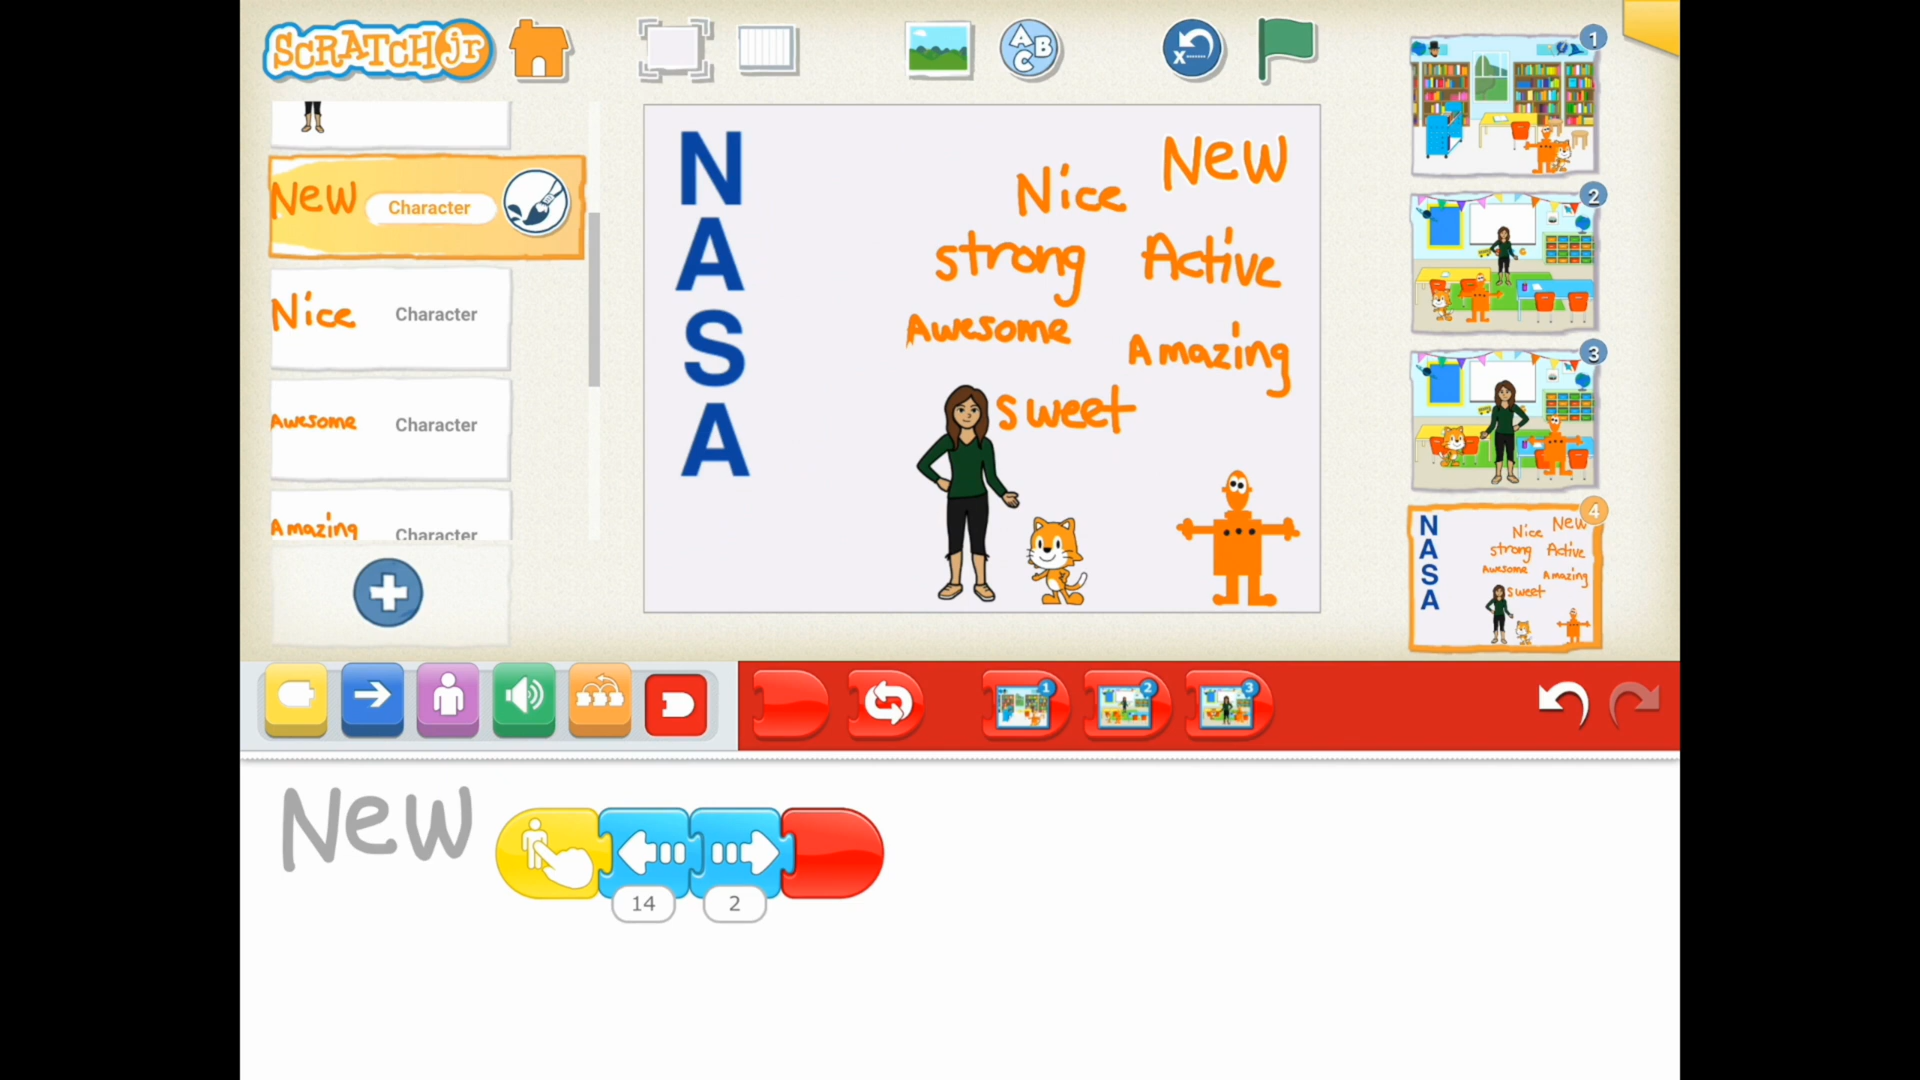 SCRATCHjr
A
B
C
x
1
New Character
Nice Character
Awesome Character
Amazing Character
N
A
S
A
New
Nice
strong Active
Awesome
Amazing
sweet
2
3
4
N
A
S
A
Nice New
strong Active
Awesome Amazing
sweet
1 2 3
New
14 2